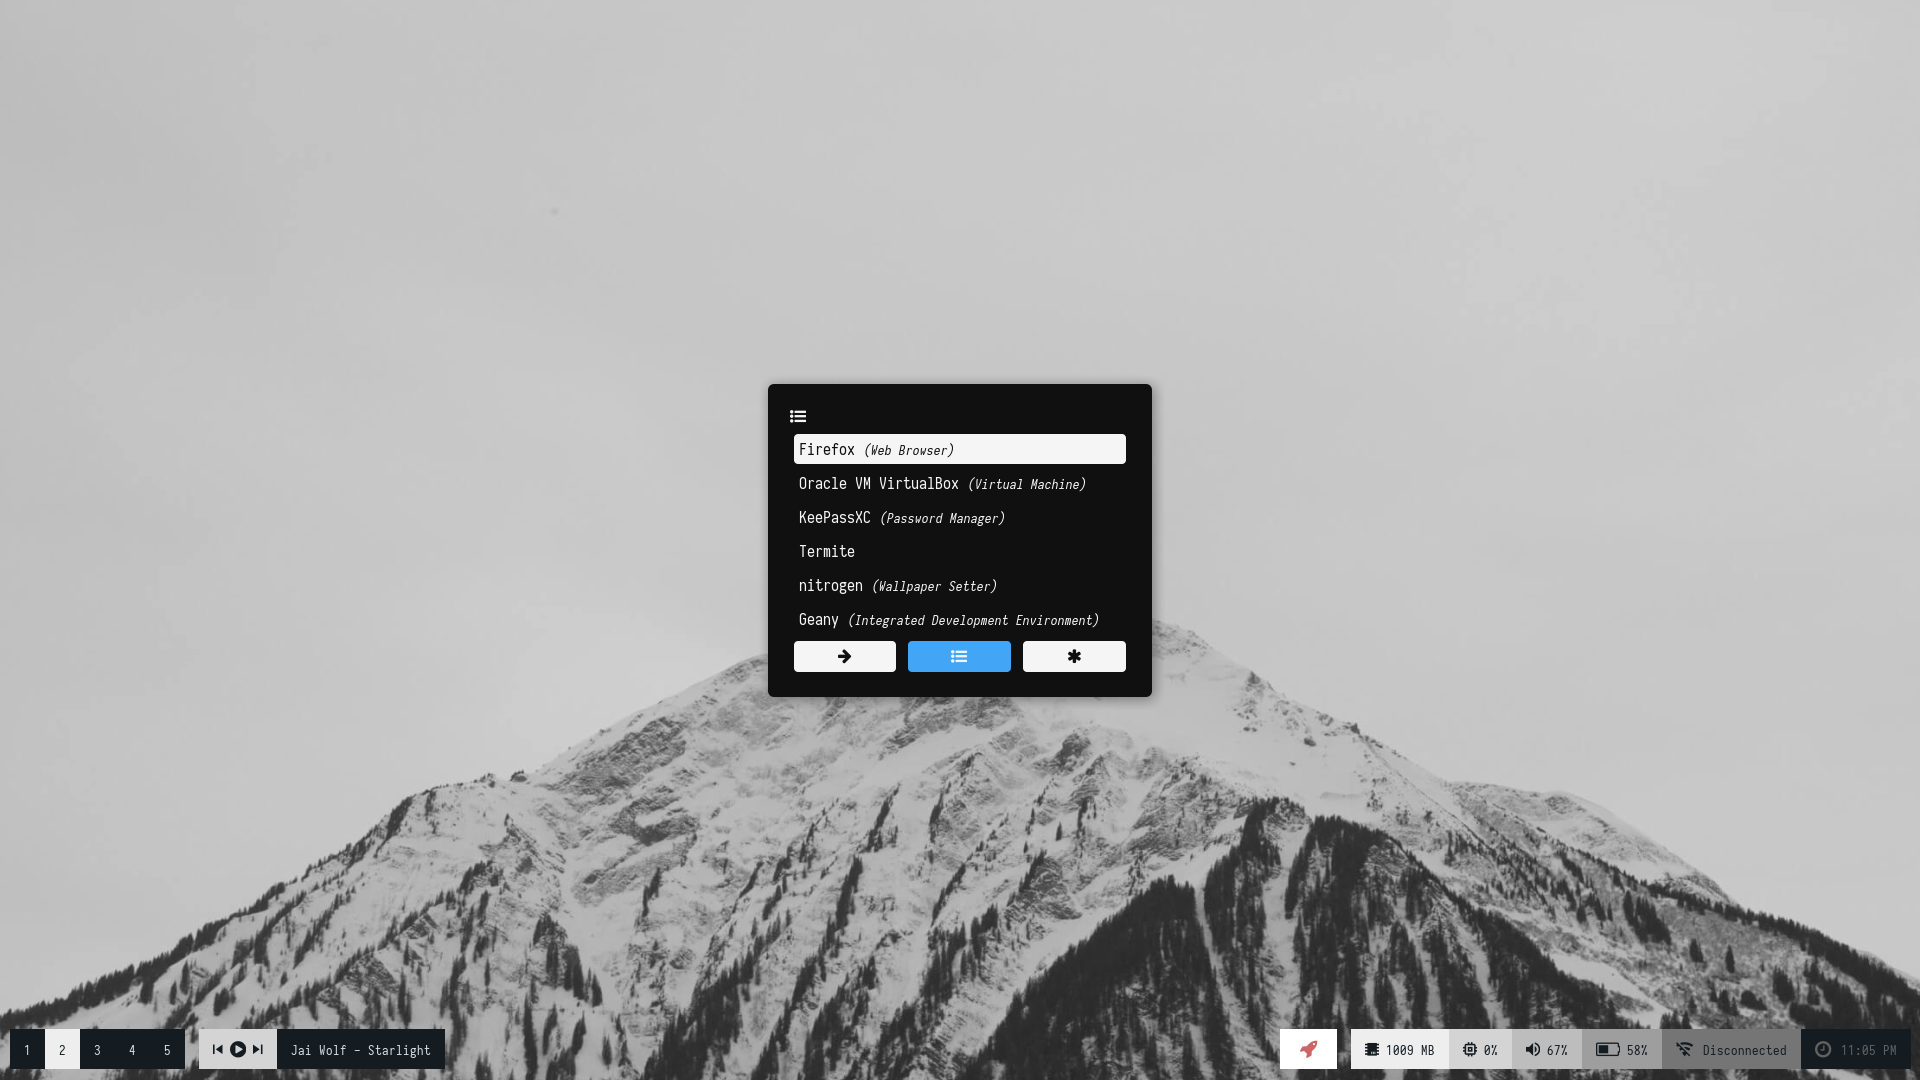 Firefox (Web Browser)
Oracle VM VirtualBox (Virtual Machine)
KeePassXC (Password Manager)
Termite
nitrogen (Wallpaper Setter)
Geany (Integrated Development Environment)
1 2 3 4 5 Jai Wolf - Starlight 1009 MB 0% 67% 58% Disconnected 11:05 PM